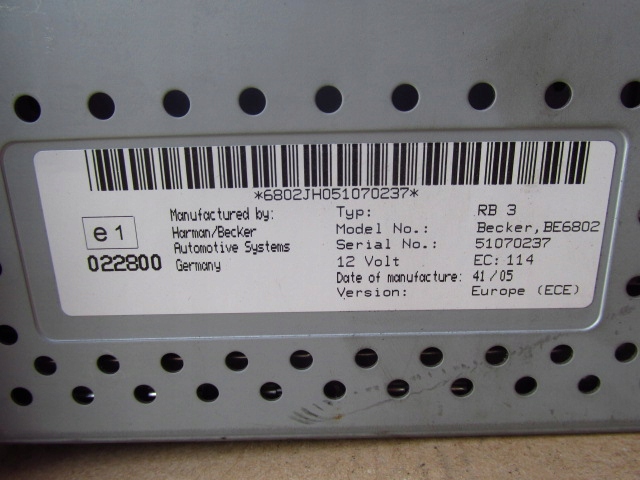 *6802JH051070237*
e1
022800
Manufactured by:
Harman/Becker
Automotive Systems
Germany
Typ: RB 3
Model No.: Becker,BE6802
Serial No.: 51070237
12 Volt EC: 114
Date of manufacture: 41/05
Version: Europe (ECE)